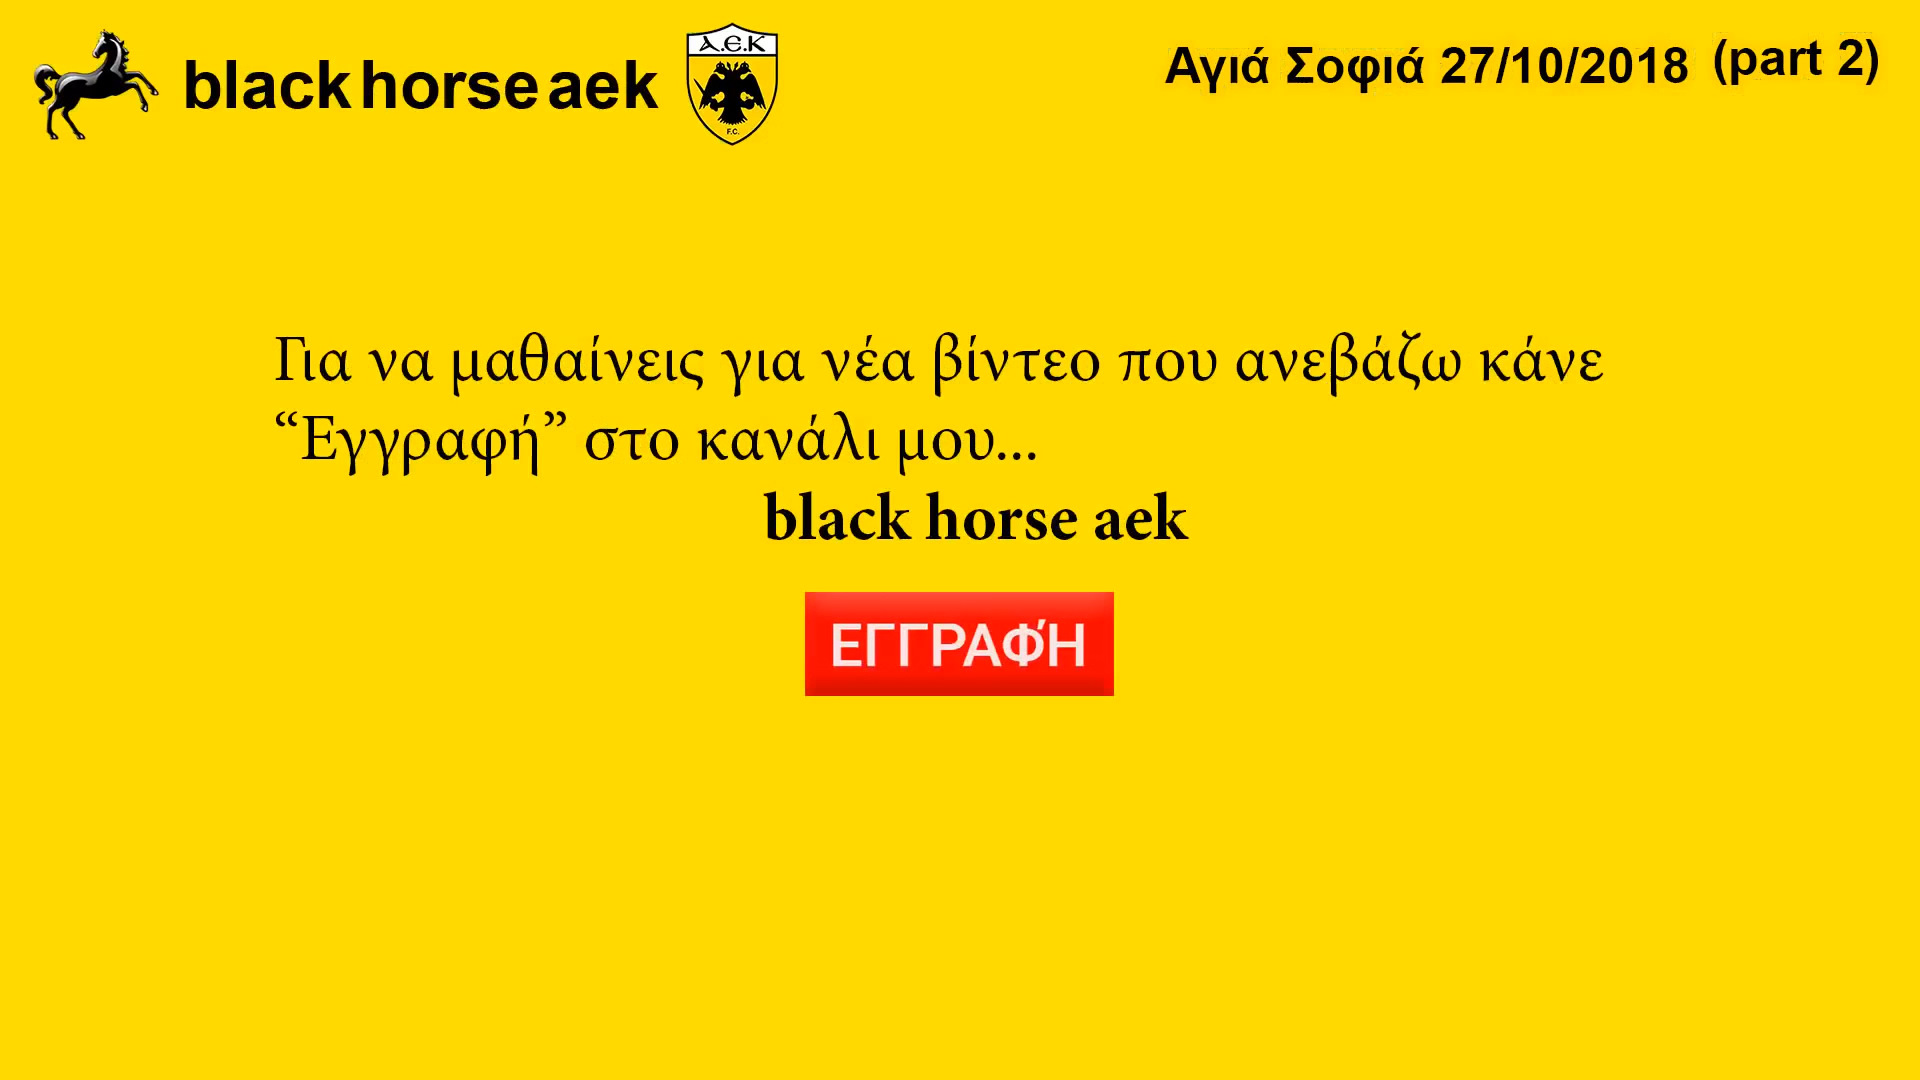 black horse aek
Α.Ε.Κ
F.C.
Αγιά Σοφιά 27/10/2018 (part 2)
Για να μαθαίνεις για νέα βίντεο που ανεβάζω κάνε
“Εγγραφή” στο κανάλι μου...
black horse aek
ΕΓΓΡΑΦΉ